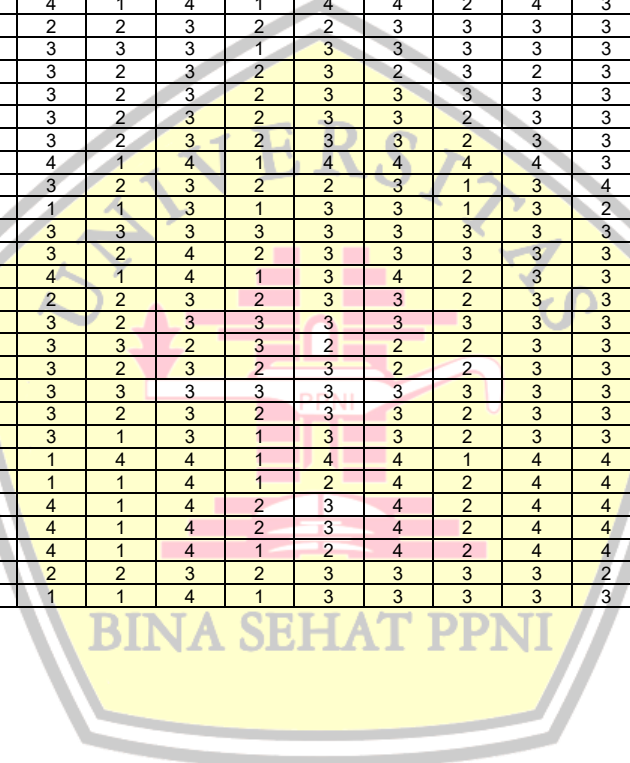 4 1 4 1 4 4 2 4 3
2 2 3 2 2 3 3 3 3
3 3 3 1 3 3 3 3 3
3 2 3 2 3 2 3 2 3
3 2 3 2 3 3 3 3 3
3 2 3 2 3 3 2 3 3
3 2 3 2 3 3 2 3 3
4 1 4 1 4 4 4 4 3
3 2 3 2 2 3 1 3 4
1 1 3 1 3 3 1 3 2
3 3 3 3 3 3 3 3 3
3 2 4 2 3 3 3 3 3
4 1 4 1 3 4 2 3 3
2 2 3 2 3 3 2 3 3
3 2 3 3 3 3 3 3 3
3 3 2 3 2 2 2 3 3
3 2 3 2 3 2 2 3 3
3 3 3 3 3 3 3 3 3
3 2 3 2 3 3 2 3 3
3 1 3 1 3 3 2 3 3
1 4 4 1 4 4 1 4 4
1 1 4 1 2 4 2 4 4
4 1 4 2 3 4 2 4 4
4 1 4 2 3 4 2 4 4
4 1 4 1 2 4 2 4 4
2 2 3 2 3 3 3 3 2
1 1 4 1 3 3 3 3 3
UNIVERSITAS
PPNI
BINA SEHAT PPNI